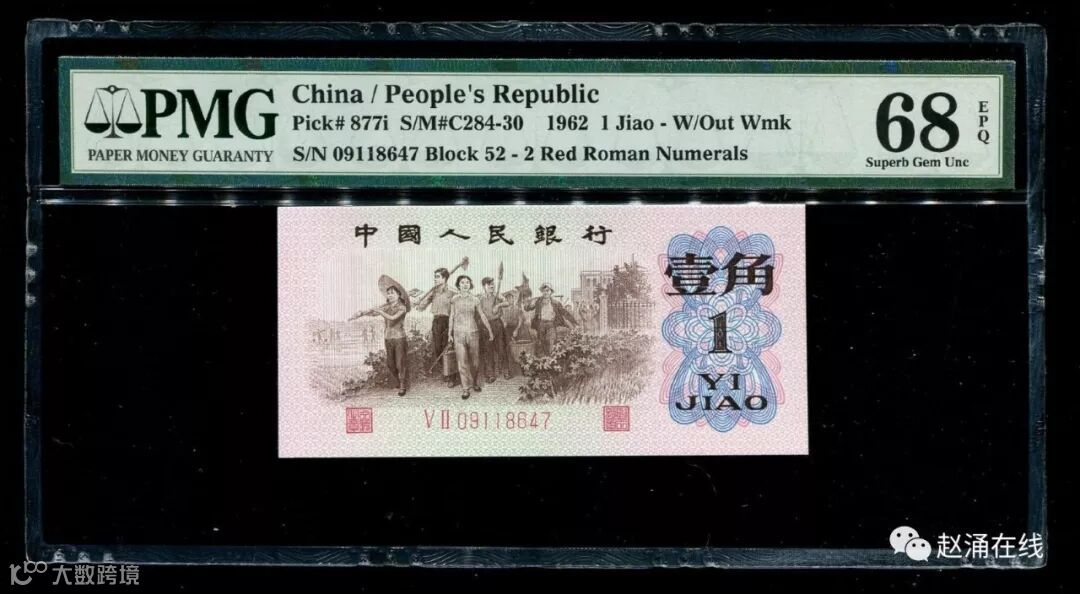 PMG
PAPER MONEY GUARANTY
China / People's Republic
Pick# 877i S/M#C284-30 1962 1 Jiao - W/Out Wmk
S/N 09118647 Block 52 - 2 Red Roman Numerals
68
EPQ
Superb Gem Unc
中國人民銀行
壹角
1
YI
JIAO
VII 09118647
赵涌在线
大数跨境